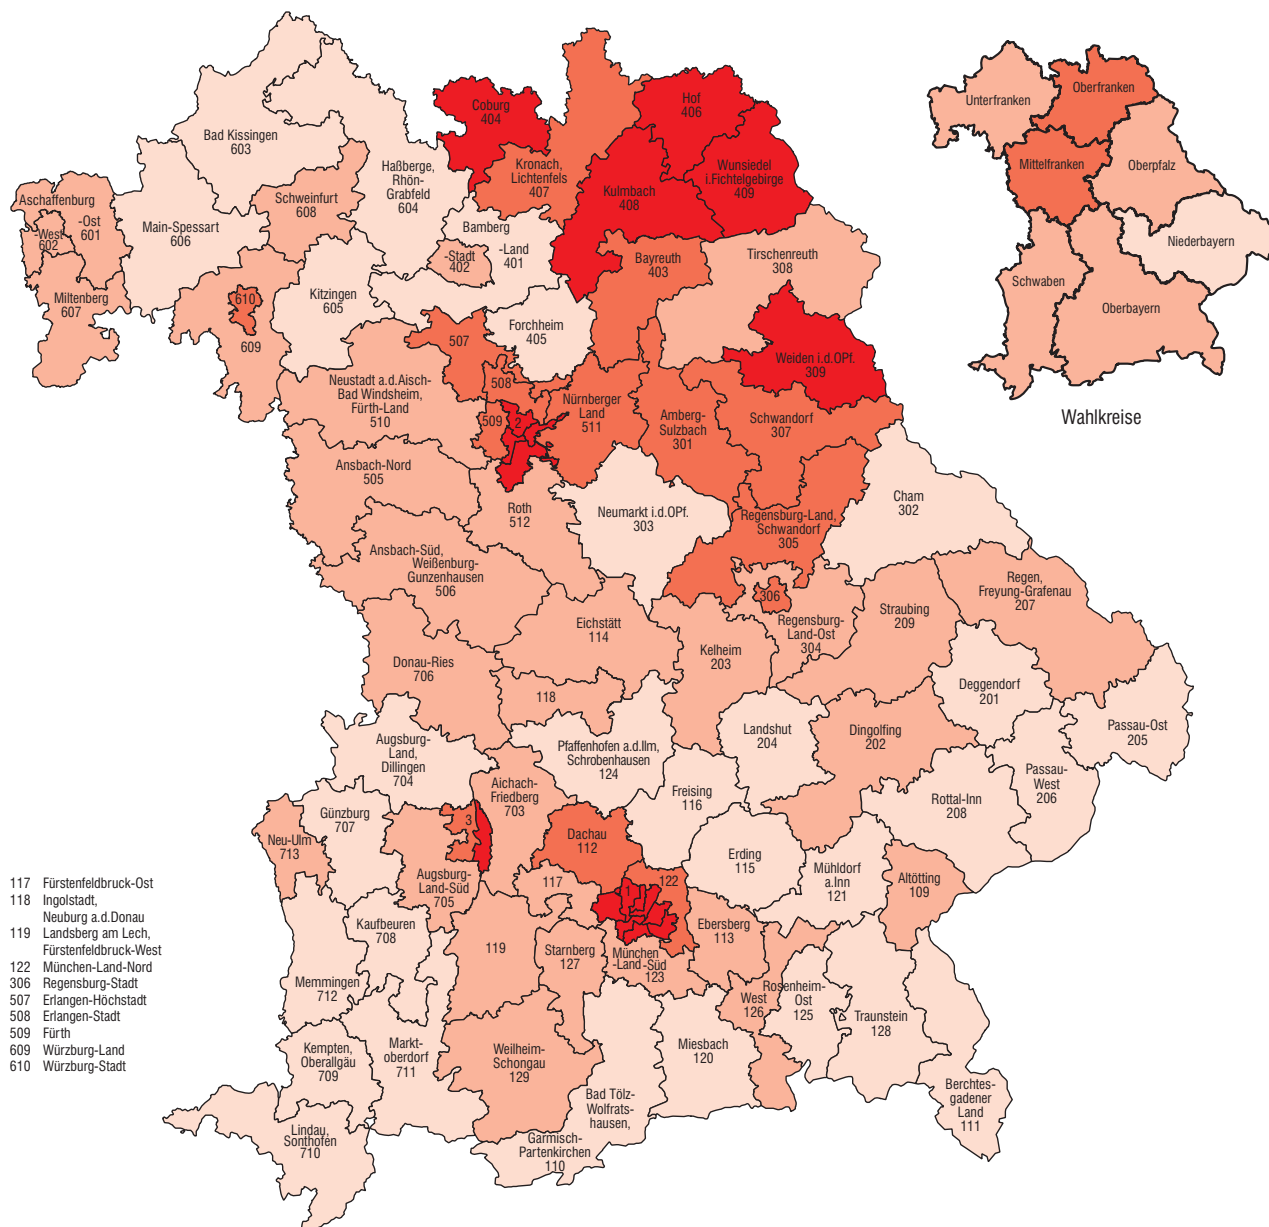 Coburg
404
Hof
406
Bad Kissingen
603
Haßberge,
Rhön-
Grabfeld
604
Kronach,
Lichtenfels
407
Wunsiedel
i.Fichtelgebirge
409
Kulmbach
408
Schweinfurt
608
Aschaffenburg
-Ost
601
-West
602
Main-Spessart
606
Bamberg
-Land
401
-Stadt
402
Bayreuth
403
Tirschenreuth
308
Miltenberg
607
610
609
Kitzingen
605
Forchheim
405
507
508
509
2
Weiden i.d.OPf.
309
Neustadt a.d.Aisch-
Bad Windsheim,
Fürth-Land
510
Nürnberger
Land
511
Amberg-
Sulzbach
301
Schwandorf
307
Ansbach-Nord
505
Roth
512
Neumarkt i.d.OPf.
303
Regensburg-Land,
Schwandorf
305
Cham
302
Ansbach-Süd,
Weißenburg-
Gunzenhausen
506
306
Regensburg-
Land-Ost
304
Straubing
209
Regen,
Freyung-Grafenau
207
Eichstätt
114
Kelheim
203
Donau-Ries
706
118
Deggendorf
201
Passau-Ost
205
Augsburg-
Land,
Dillingen
704
Pfaffenhofen a.d.Ilm,
Schrobenhausen
124
Landshut
204
Dingolfing
202
Passau-
West
206
Aichach-
Friedberg
703
Freising
116
Rottal-Inn
208
Günzburg
707
3
Neu-Ulm
713
Dachau
112
Erding
115
Mühldorf
a.Inn
121
Altötting
109
Augsburg-
Land-Süd
705
117
1
122
Kaufbeuren
708
119
Starnberg
127
München
-Land-Süd
123
Ebersberg
113
Memmingen
712
West
126
Rosenheim-
Ost
125
Traunstein
128
Kempten,
Oberallgäu
709
Markt-
oberdorf
711
Weilheim-
Schongau
129
Miesbach
120
Bad Tölz-
Wolfrats-
hausen,
Garmisch-
Partenkirchen
110
Berchtes-
gadener
Land
111
Lindau,
Sonthofen
710
Unterfranken
Oberfranken
Mittelfranken
Oberpfalz
Niederbayern
Schwaben
Oberbayern
Wahlkreise
117 Fürstenfeldbruck-Ost
118 Ingolstadt,
Neuburg a.d.Donau
119 Landsberg am Lech,
Fürstenfeldbruck-West
122 München-Land-Nord
306 Regensburg-Stadt
507 Erlangen-Höchstadt
508 Erlangen-Stadt
509 Fürth
609 Würzburg-Land
610 Würzburg-Stadt